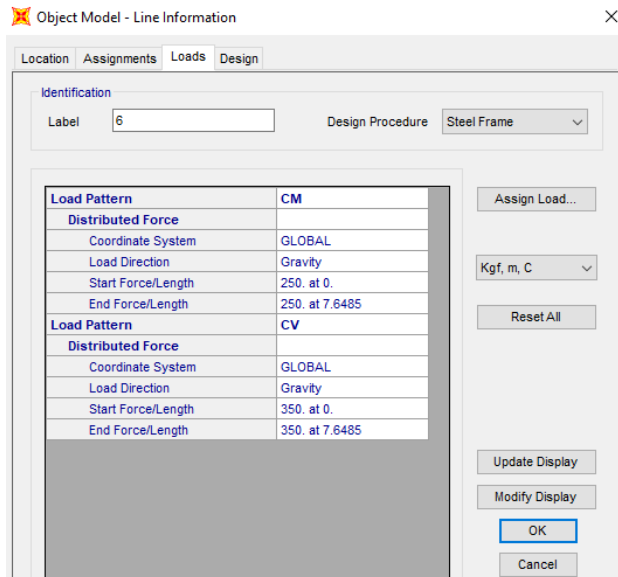 Object Model - Line Information
Location Assignments Loads Design
Identification
Label 6 Design Procedure Steel Frame
Load Pattern CM
Distributed Force
Coordinate System GLOBAL
Load Direction Gravity
Start Force/Length 250. at 0.
End Force/Length 250. at 7.6485
Load Pattern CV
Distributed Force
Coordinate System GLOBAL
Load Direction Gravity
Start Force/Length 350. at 0.
End Force/Length 350. at 7.6485
Assign Load...
Kgf, m, C
Reset All
Update Display
Modify Display
OK
Cancel